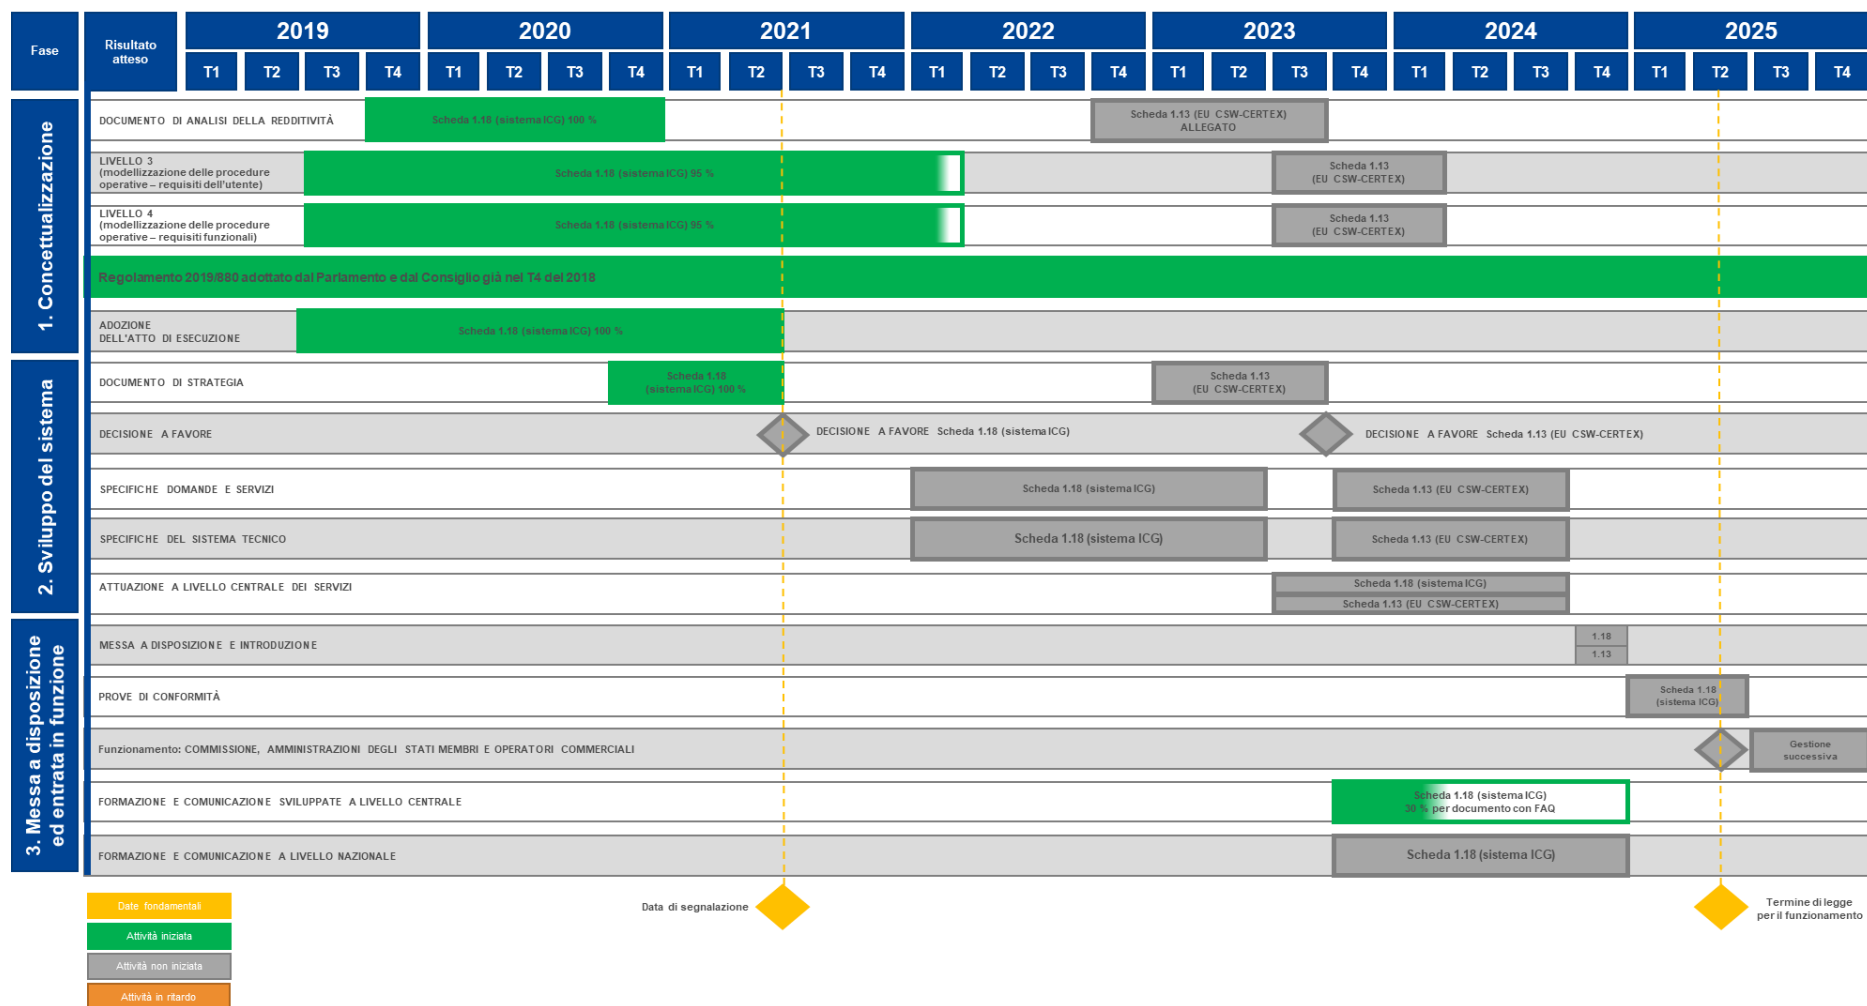 Fase
Risultato
atteso
2019
2020
2021
2022
2023
2024
2025
T1 T2 T3 T4 T1 T2 T3 T4 T1 T2 T3 T4 T1 T2 T3 T4 T1 T2 T3 T4 T1 T2 T3 T4 T1 T2 T3 T4
1. Concettualizzazione
DOCUMENTO DI ANALISI DELLA REDDITIVITÀ
Scheda 1.18 (sistema ICG) 100 %
Scheda 1.13 (EU CSW-CERTEX)
ALLEGATO
LIVELLO 3
(modellizzazione delle procedure
operative – requisiti dell'utente)
Scheda 1.18 (sistema ICG) 95 %
Scheda 1.13
(EU CSW-CERTEX)
LIVELLO 4
(modellizzazione delle procedure
operative – requisiti funzionali)
Scheda 1.18 (sistema ICG) 95 %
Scheda 1.13
(EU CSW-CERTEX)
Regolamento 2019/880 adottato dal Parlamento e dal Consiglio già nel T4 del 2018
ADOZIONE
DELL'ATTO DI ESECUZIONE
Scheda 1.18 (sistema ICG) 100 %
2. Sviluppo del sistema
DOCUMENTO DI STRATEGIA
Scheda 1.18
(sistema ICG) 100 %
Scheda 1.13
(EU CSW-CERTEX)
DECISIONE A FAVORE
DECISIONE A FAVORE Scheda 1.18 (sistema ICG)
DECISIONE A FAVORE Scheda 1.13 (EU CSW-CERTEX)
SPECIFICHE DOMANDE E SERVIZI
Scheda 1.18 (sistema ICG)
Scheda 1.13 (EU CSW-CERTEX)
SPECIFICHE DEL SISTEMA TECNICO
Scheda 1.18 (sistema ICG)
Scheda 1.13 (EU CSW-CERTEX)
ATTUAZIONE A LIVELLO CENTRALE DEI SERVIZI
Scheda 1.18 (sistema ICG)
Scheda 1.13 (EU CSW-CERTEX)
3. Messa a disposizione
ed entrata in funzione
MESSA A DISPOSIZIONE E INTRODUZIONE
1.18
1.13
PROVE DI CONFORMITÀ
Scheda 1.18
(sistema ICG)
Funzionamento: COMMISSIONE, AMMINISTRAZIONI DEGLI STATI MEMBRI E OPERATORI COMMERCIALI
Gestione
successiva
FORMAZIONE E COMUNICAZIONE SVILUPPATE A LIVELLO CENTRALE
Scheda 1.18 (sistema ICG)
30 % per documento con FAQ
FORMAZIONE E COMUNICAZIONE A LIVELLO NAZIONALE
Scheda 1.18 (sistema ICG)
Data di segnalazione
Termine di legge
per il funzionamento
Date fondamentali
Attività iniziata
Attività non iniziata
Attività in ritardo